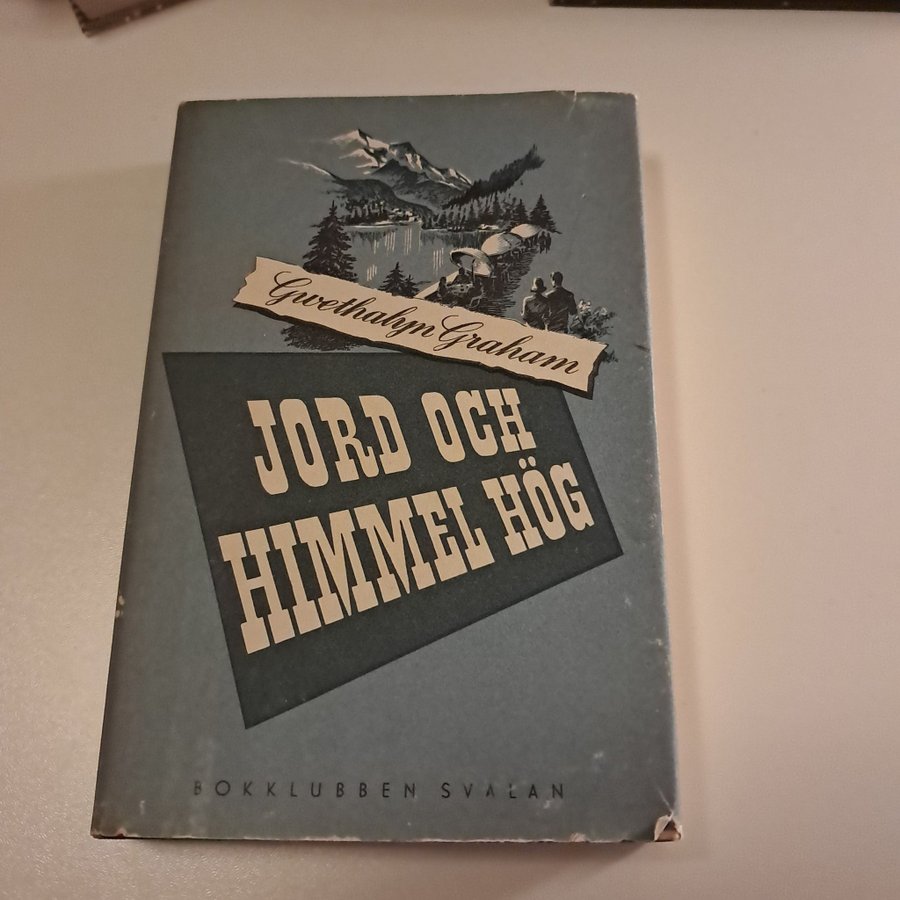 Gwethalyn Graham
JORD OCH
HIMMEL HÖG
BOKKLUBBEN SVALAN